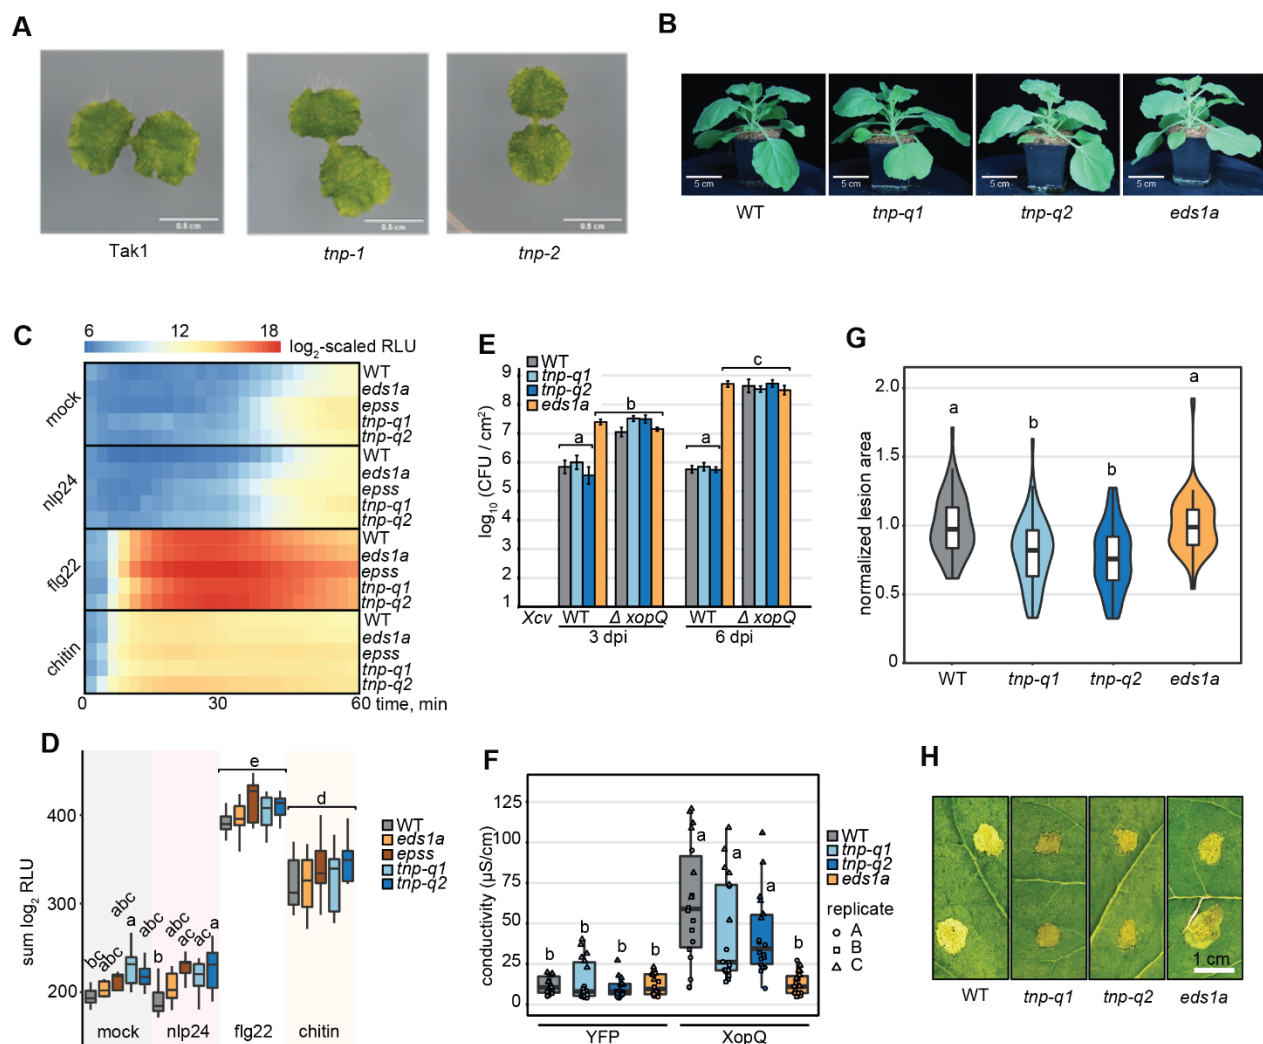 A
0.5 cm
0.5 cm
0.5 cm
Tak1
tnp-1
tnp-2
B
5 cm
5 cm
5 cm
5 cm
WT
tnp-q1
tnp-q2
eds1a
C
6 12 18
log2-scaled RLU
mock
WT
eds1a
epss
tnp-q1
tnp-q2
nlp24
WT
eds1a
epss
tnp-q1
tnp-q2
flg22
WT
eds1a
epss
tnp-q1
tnp-q2
chitin
WT
eds1a
epss
tnp-q1
tnp-q2
0 30 60 time, min
D
sum log2 RLU
400
300
200
bc
abc
abc
a
abc
b
abc
ac
ac
a
e
d
mock
nlp24
flg22
chitin
WT
eds1a
epss
tnp-q1
tnp-q2
E
WT
tnp-q1
tnp-q2
eds1a
log10 (CFU / cm2)
9
8
7
6
5
4
3
2
1
a
b
a
c
Xcv WT Δ xopQ WT Δ xopQ
3 dpi 6 dpi
F
conductivity (µS/cm)
125
100
75
50
25
0
b
b
b
b
a
a
a
b
YFP
XopQ
WT
tnp-q1
tnp-q2
eds1a
replicate
A
B
C
G
normalized lesion area
2.0
1.0
0.5
0
a
b
b
a
WT
tnp-q1
tnp-q2
eds1a
H
1 cm
WT
tnp-q1
tnp-q2
eds1a